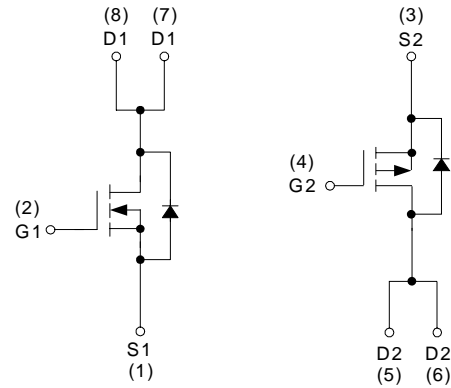 (8) (7)
D1 D1
(2)
G1
S1
(1)
(3)
S2
(4)
G2
D2 D2
(5) (6)